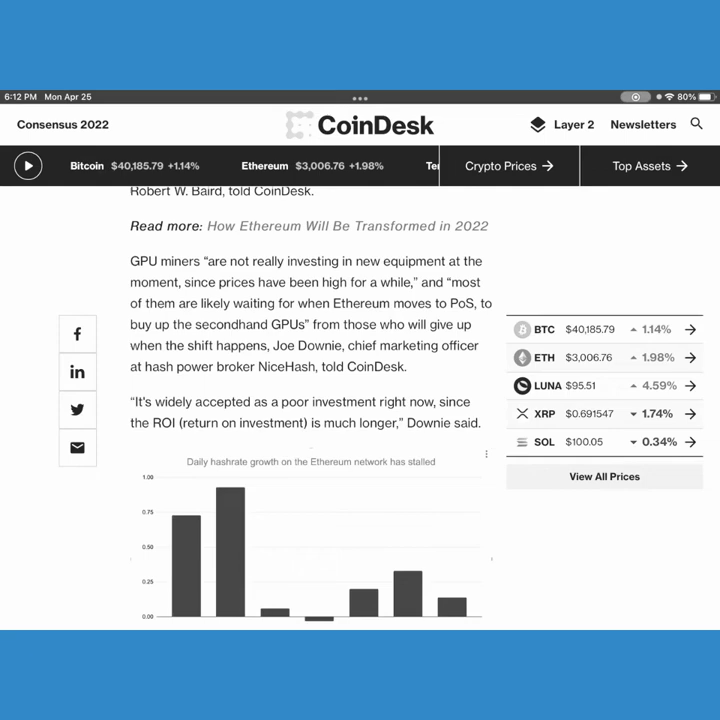 6:12 PM Mon Apr 25
80%
Consensus 2022
CoinDesk
Layer 2
Newsletters
Bitcoin $40,185.79 +1.14%
Ethereum $3,006.76 +1.98%
Te
Crypto Prices →
Top Assets →
Robert W. Baird, told CoinDesk.
Read more: How Ethereum Will Be Transformed in 2022
GPU miners “are not really investing in new equipment at the
moment, since prices have been high for a while,” and “most
of them are likely waiting for when Ethereum moves to PoS, to
buy up the secondhand GPUs” from those who will give up
when the shift happens, Joe Downie, chief marketing officer
at hash power broker NiceHash, told CoinDesk.
“It's widely accepted as a poor investment right now, since
the ROI (return on investment) is much longer,” Downie said.
f
in
BTC $40,185.79 1.14% →
ETH $3,006.76 1.98% →
LUNA $95.51 4.59% →
XRP $0.691547 1.74% →
SOL $100.05 0.34% →
View All Prices
Daily hashrate growth on the Ethereum network has stalled
1.00
0.75
0.50
0.25
0.00